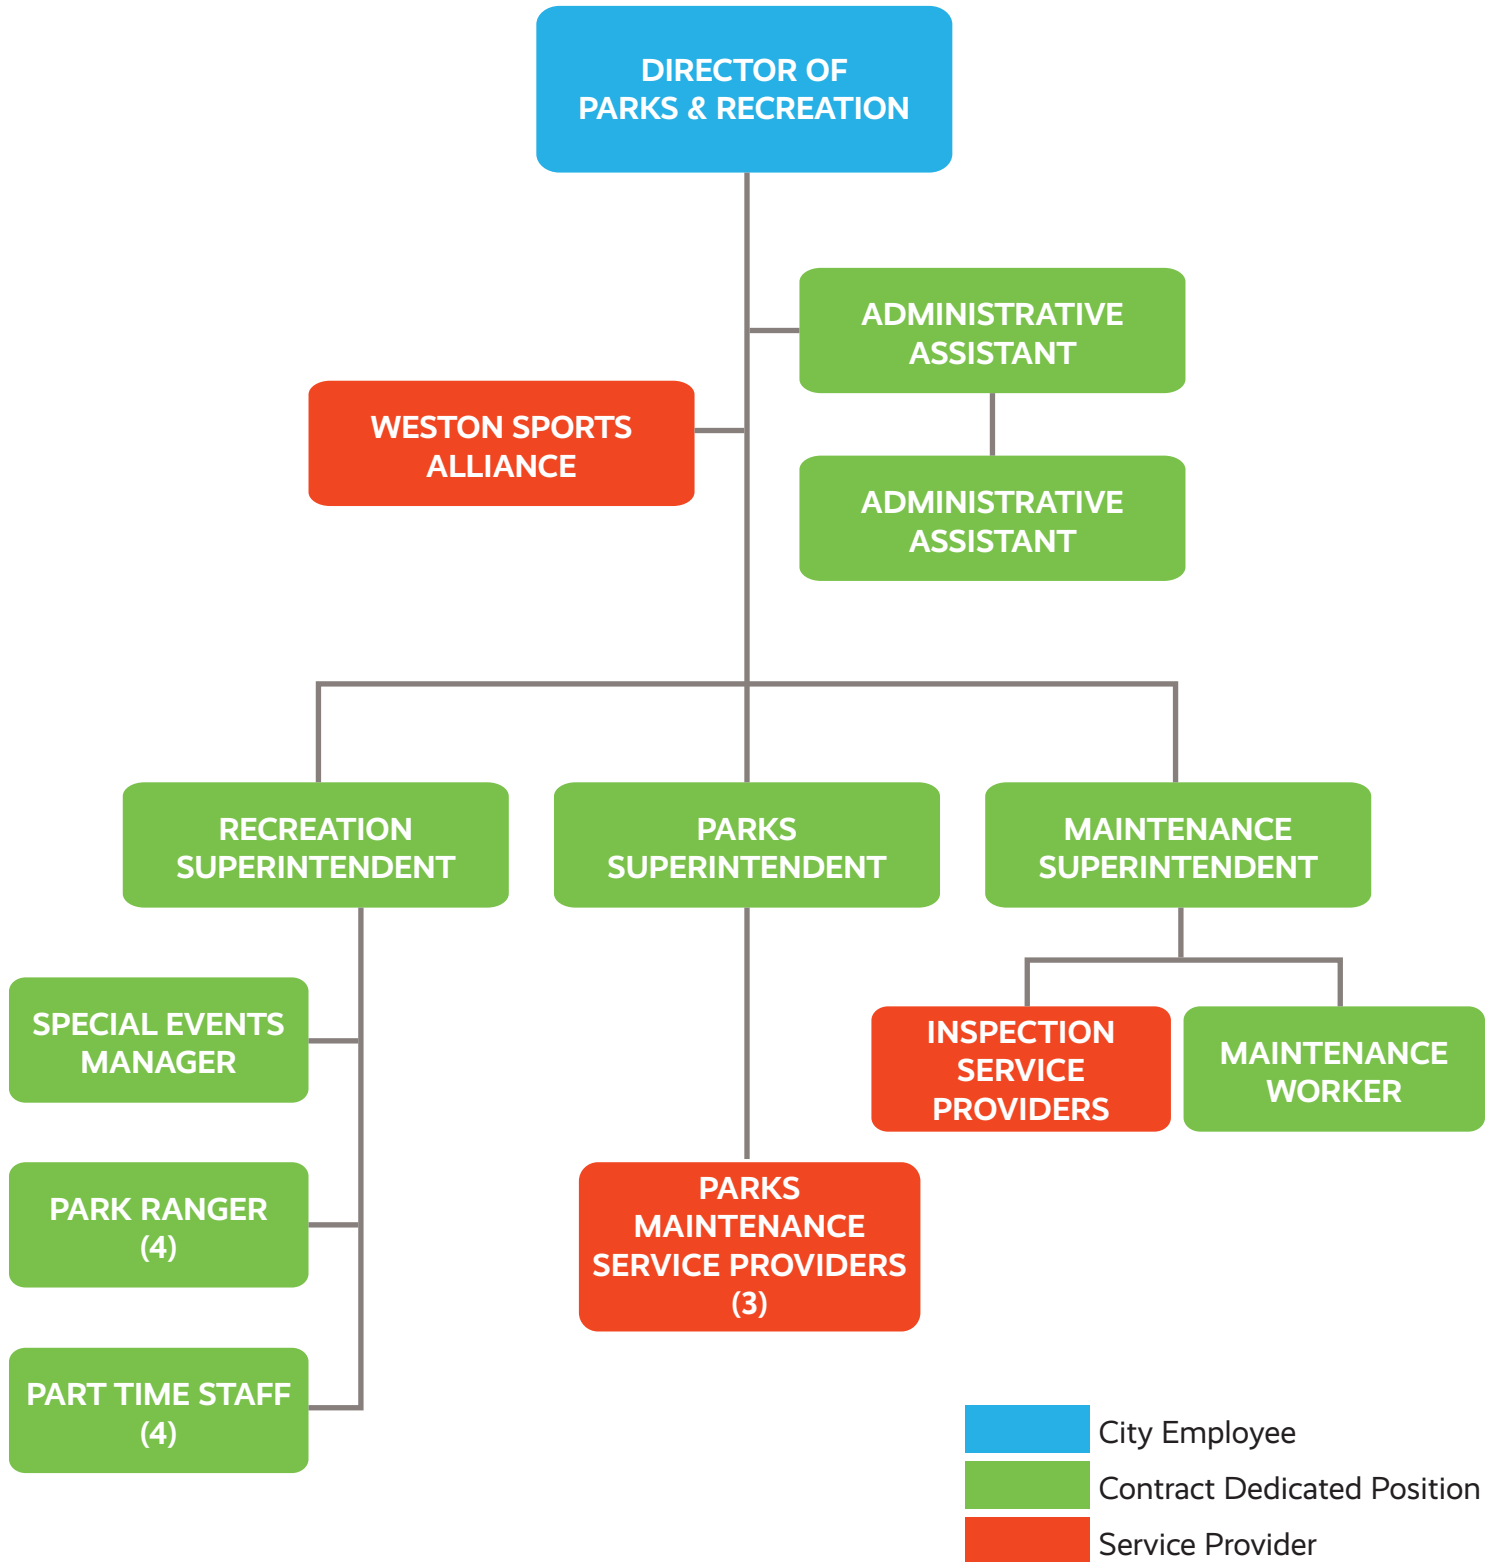 DIRECTOR OF
PARKS & RECREATION
ADMINISTRATIVE
ASSISTANT
WESTON SPORTS
ALLIANCE
ADMINISTRATIVE
ASSISTANT
RECREATION
SUPERINTENDENT
PARKS
SUPERINTENDENT
MAINTENANCE
SUPERINTENDENT
SPECIAL EVENTS
MANAGER
INSPECTION
SERVICE
PROVIDERS
MAINTENANCE
WORKER
PARK RANGER
(4)
PARKS
MAINTENANCE
SERVICE PROVIDERS
(3)
PART TIME STAFF
(4)
City Employee
Contract Dedicated Position
Service Provider